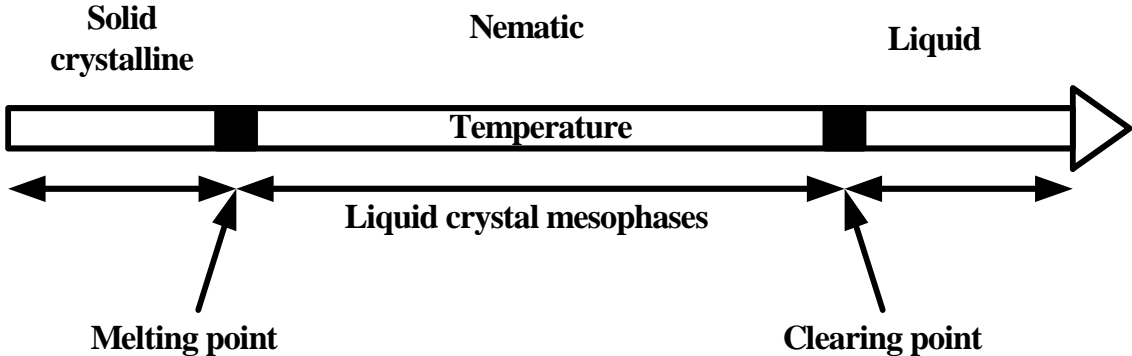 Solid
crystalline
Nematic
Liquid
Temperature
Liquid crystal mesophases
Melting point
Clearing point